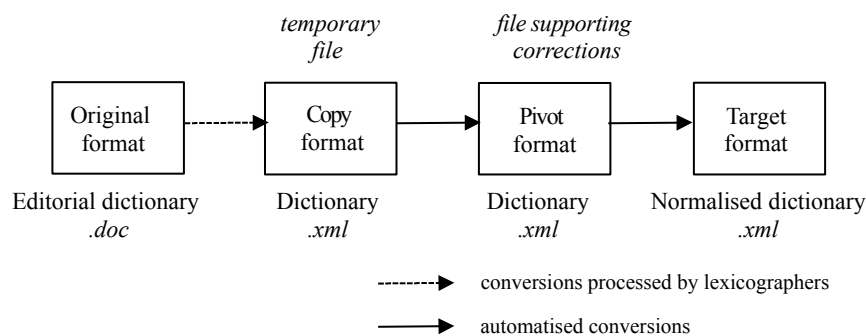 temporary
file
file supporting
corrections
Original
format
Copy
format
Pivot
format
Target
format
Editorial dictionary
.doc
Dictionary
.xml
Dictionary
.xml
Normalised dictionary
.xml
conversions processed by lexicographers
automatised conversions